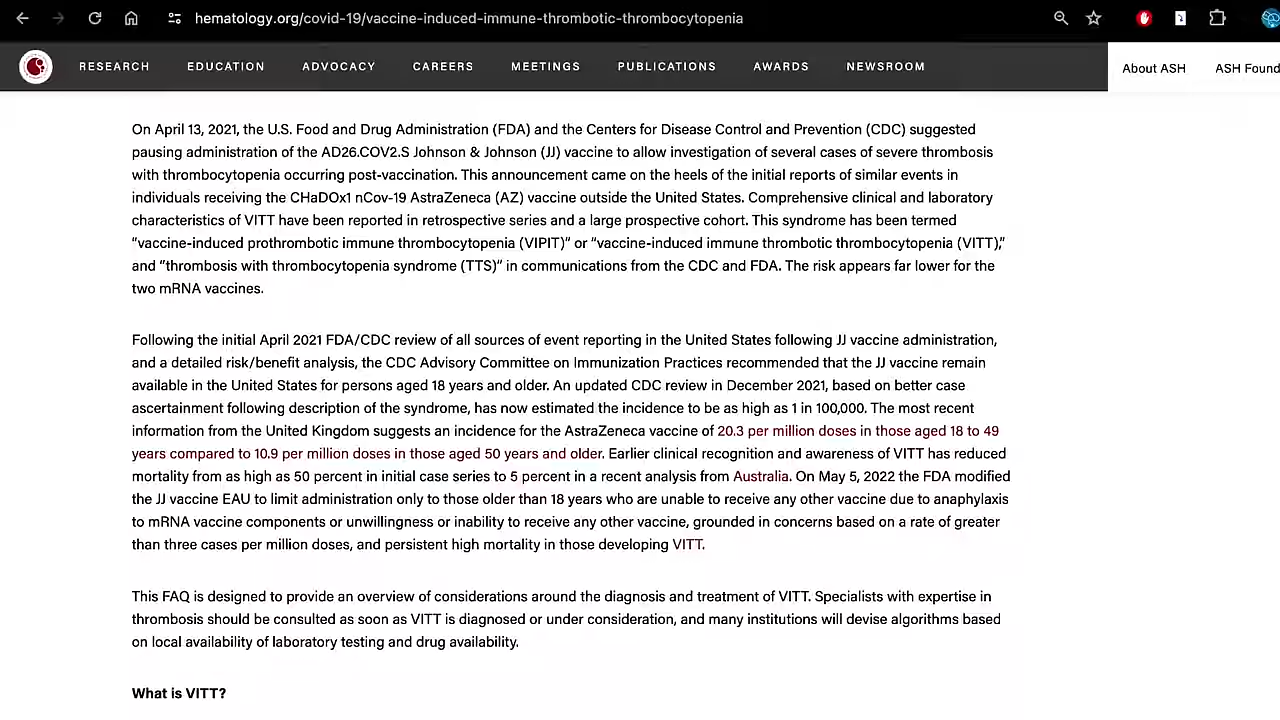 hematology.org/covid-19/vaccine-induced-immune-thrombotic-thrombocytopenia
RESEARCH EDUCATION ADVOCACY CAREERS MEETINGS PUBLICATIONS AWARDS NEWSROOM About ASH ASH Found
On April 13, 2021, the U.S. Food and Drug Administration (FDA) and the Centers for Disease Control and Prevention (CDC) suggested
pausing administration of the AD26.COV2.S Johnson & Johnson (JJ) vaccine to allow investigation of several cases of severe thrombosis
with thrombocytopenia occurring post-vaccination. This announcement came on the heels of the initial reports of similar events in
individuals receiving the CHaDOx1 nCov-19 AstraZeneca (AZ) vaccine outside the United States. Comprehensive clinical and laboratory
characteristics of VITT have been reported in retrospective series and a large prospective cohort. This syndrome has been termed
“vaccine-induced prothrombotic immune thrombocytopenia (VIPIT)” or “vaccine-induced immune thrombotic thrombocytopenia (VITT),”
and “thrombosis with thrombocytopenia syndrome (TTS)” in communications from the CDC and FDA. The risk appears far lower for the
two mRNA vaccines.
Following the initial April 2021 FDA/CDC review of all sources of event reporting in the United States following JJ vaccine administration,
and a detailed risk/benefit analysis, the CDC Advisory Committee on Immunization Practices recommended that the JJ vaccine remain
available in the United States for persons aged 18 years and older. An updated CDC review in December 2021, based on better case
ascertainment following description of the syndrome, has now estimated the incidence to be as high as 1 in 100,000. The most recent
information from the United Kingdom suggests an incidence for the AstraZeneca vaccine of 20.3 per million doses in those aged 18 to 49
years compared to 10.9 per million doses in those aged 50 years and older. Earlier clinical recognition and awareness of VITT has reduced
mortality from as high as 50 percent in initial case series to 5 percent in a recent analysis from Australia. On May 5, 2022 the FDA modified
the JJ vaccine EAU to limit administration only to those older than 18 years who are unable to receive any other vaccine due to anaphylaxis
to mRNA vaccine components or unwillingness or inability to receive any other vaccine, grounded in concerns based on a rate of greater
than three cases per million doses, and persistent high mortality in those developing VITT.
This FAQ is designed to provide an overview of considerations around the diagnosis and treatment of VITT. Specialists with expertise in
thrombosis should be consulted as soon as VITT is diagnosed or under consideration, and many institutions will devise algorithms based
on local availability of laboratory testing and drug availability.
What is VITT?